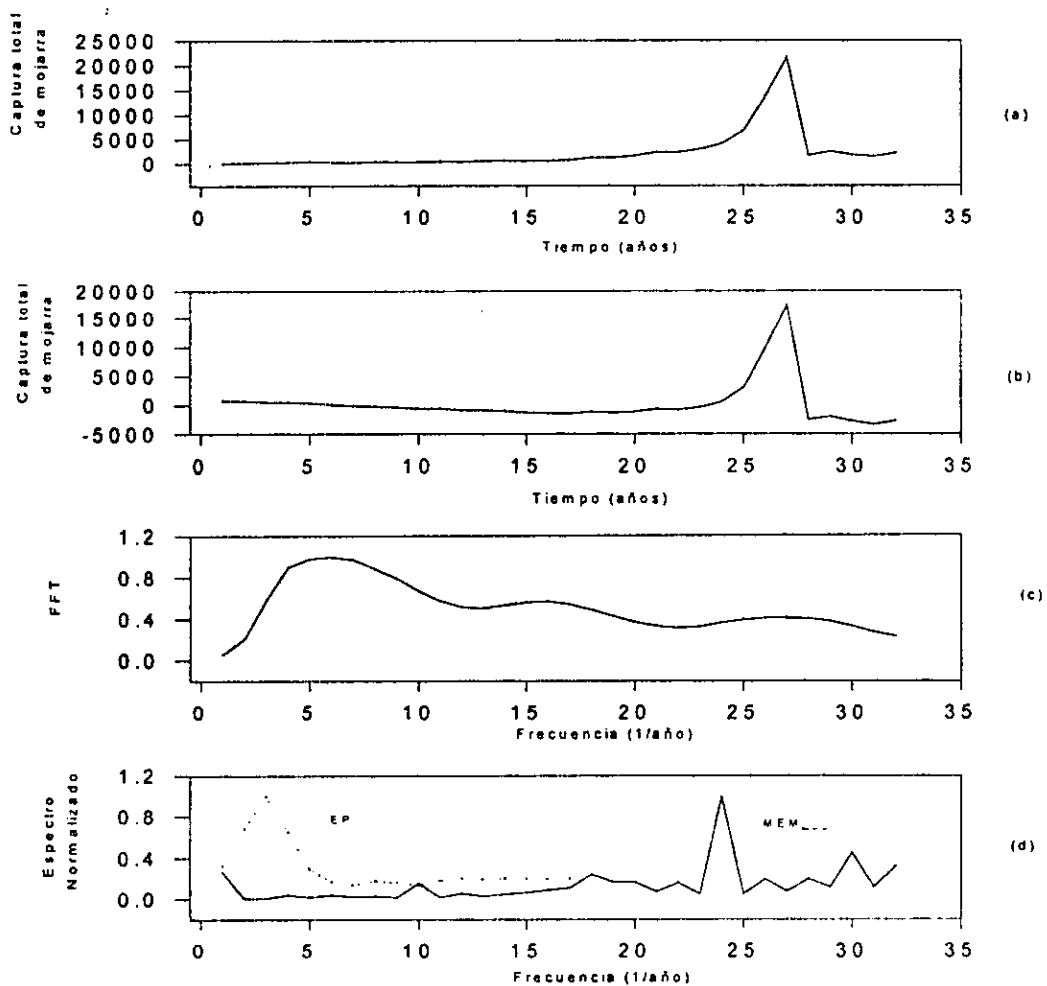 Captura total
de mojarra
25000
20000
15000
10000
5000
0
0 5 10 15 20 25 30 35
Tiempo (años)
(a)
Captura total
de mojarra
20000
15000
10000
5000
0
-5000
0 5 10 15 20 25 30 35
Tiempo (años)
(b)
FFT
1.2
0.8
0.4
0.0
0 5 10 15 20 25 30 35
Frecuencia (1/año)
(c)
Espectro
Normalizado
1.2
0.8
0.4
0.0
EP
MEM
0 5 10 15 20 25 30 35
Frecuencia (1/año)
(d)